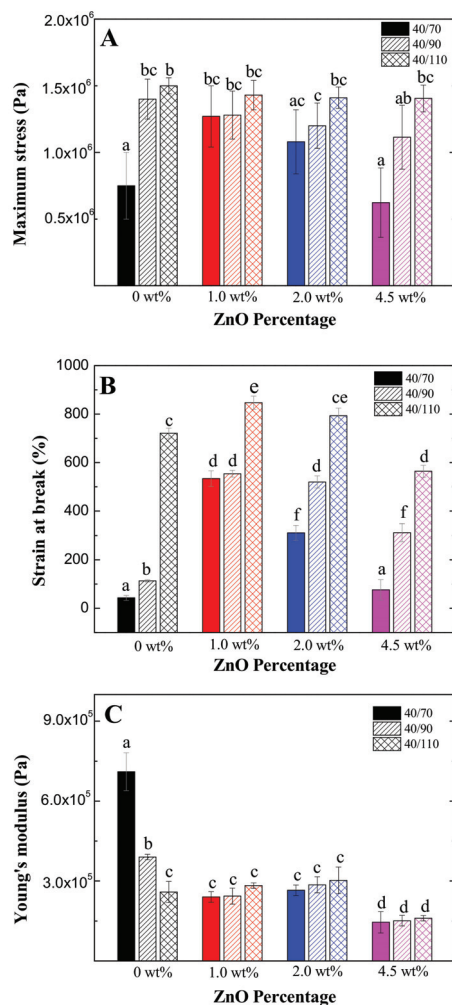 A
2.0x10⁶
1.5x10⁶
1.0x10⁶
0.5x10⁶
Maximum stress (Pa)
40/70
40/90
40/110
a bc b
bc bc bc
ac c bc
a ab bc
0 wt% 1.0 wt% 2.0 wt% 4.5 wt%
ZnO Percentage
B
1000
800
600
400
200
0
Strain at break (%)
40/70
40/90
40/110
a b c
d d e
f d ce
a f d
0 wt% 1.0 wt% 2.0 wt% 4.5 wt%
ZnO Percentage
C
9.0x10⁵
6.0x10⁵
3.0x10⁵
Young's modulus (Pa)
40/70
40/90
40/110
a b c
c c c
c c c
d d d
0 wt% 1.0 wt% 2.0 wt% 4.5 wt%
ZnO Percentage